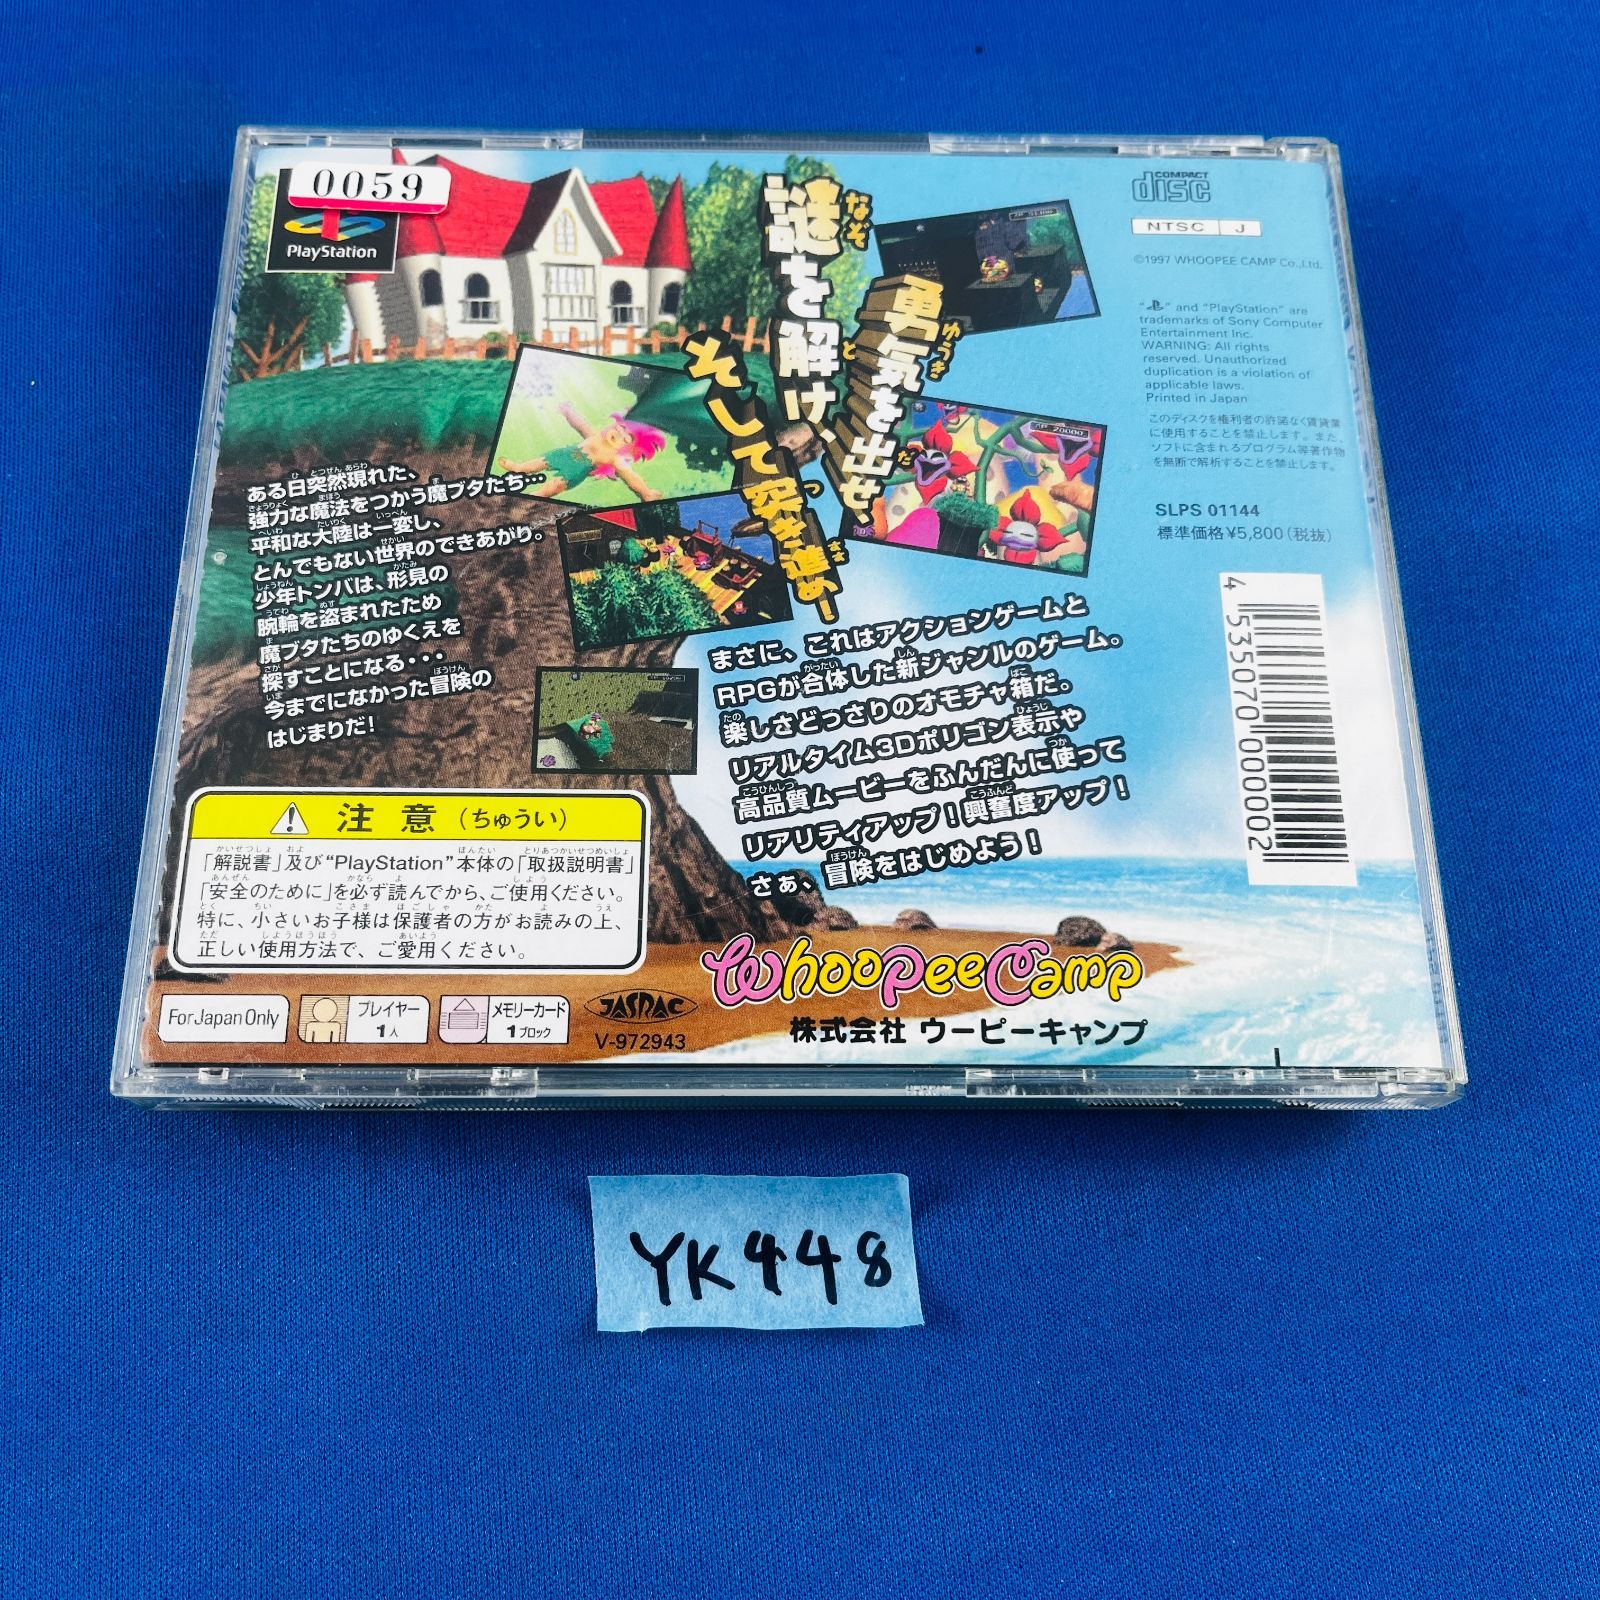 0059
PlayStation
謎を解け、
なぞ
と
勇気を出せ、
ゆうき
だ
そして突き進め!
つ
すす
COMPACT
disc
NTSC J
©1997 WHOOPEE CAMP Co.,Ltd.
" " and "PlayStation" are
trademarks of Sony Computer
Entertainment Inc.
WARNING: All rights
reserved. Unauthorized
duplication is a violation of
applicable laws.
Printed in Japan
このディスクを権利者の許諾なく賃貸業
に使用することを禁止します。また、
ソフトに含まれるプログラム等著作物
を無断で解析することを禁止します。
SLPS 01144
標準価格¥5,800(税抜)
4 535070 000002
ある日突然現れた、
強力な魔法をつかう魔ブタたち…
平和な大陸は一変し、
とんでもない世界のできあがり。
少年トンバは、形見の
腕輪を盗まれたため
魔ブタたちのゆくえを
探すことになる・・・
今までになかった冒険の
はじまりだ!
まさに、これはアクションゲームと
RPGが合体した新ジャンルのゲーム。
楽しさどっさりのオモチャ箱だ。
リアルタイム3Dポリゴン表示や
高品質ムービーをふんだんに使って
リアリティアップ!興奮度アップ!
さぁ、冒険をはじめよう!
注意(ちゅうい)
「解説書」及び"PlayStation"本体の「取扱説明書」
「安全のために」を必ず読んでから、ご使用ください。
特に、小さいお子様は保護者の方がお読みの上、
正しい使用方法で、ご愛用ください。
For Japan Only
プレイヤー
1人
メモリーカード
1ブロック
JASRAC
V-972943
Whoopee Camp
株式会社 ウーピーキャンプ
YK448